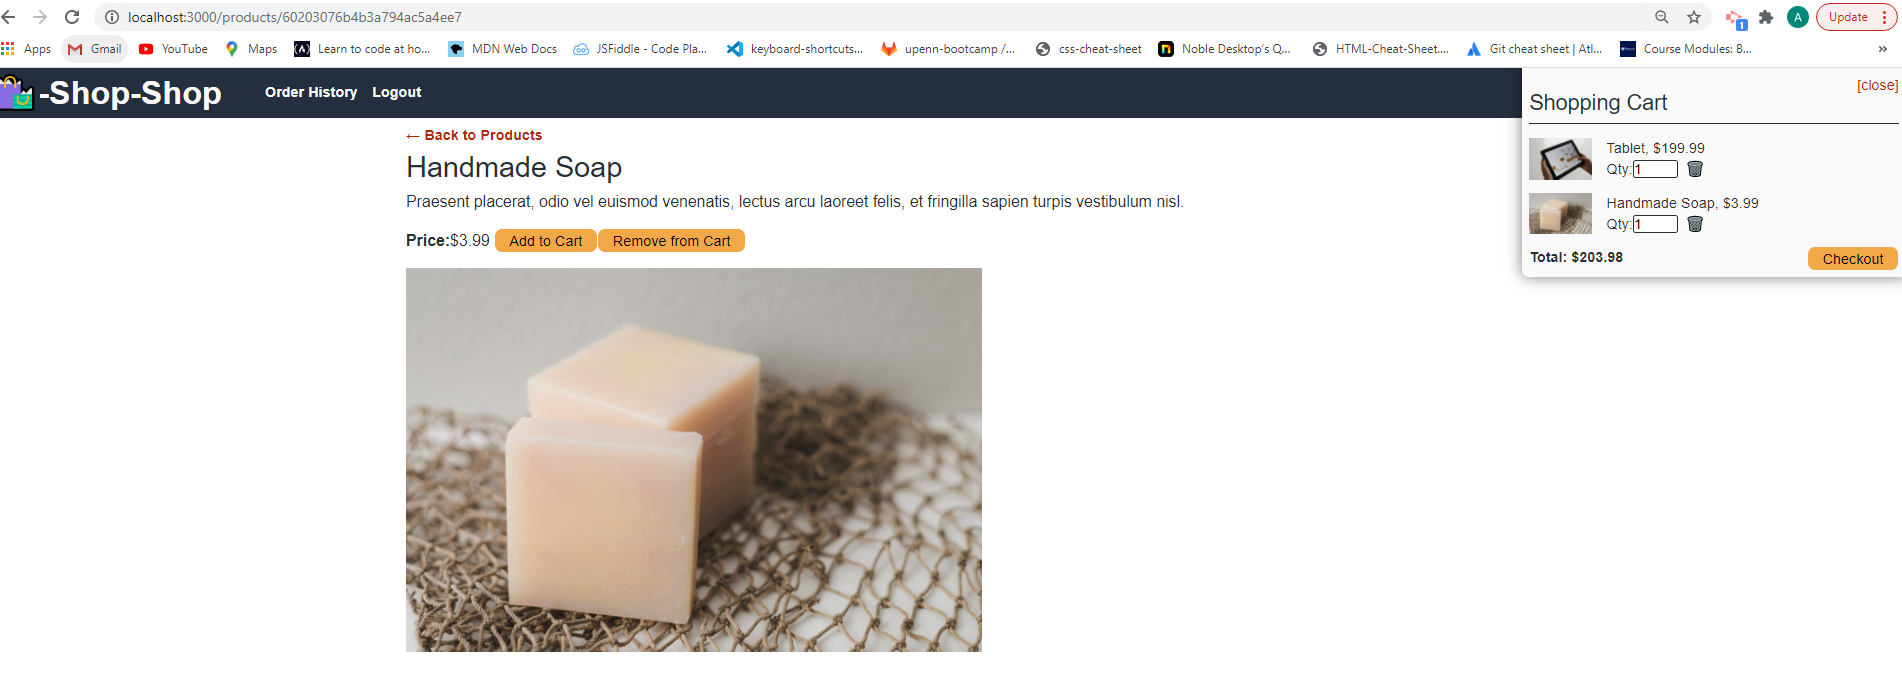 localhost:3000/products/60203076b4b3a794ac5a4ee7
1
A
Update
Apps
Gmail
YouTube
Maps
Learn to code at ho...
MDN Web Docs
JSFiddle - Code Pla...
keyboard-shortcuts...
upenn-bootcamp /...
css-cheat-sheet
Noble Desktop's Q...
HTML-Cheat-Sheet....
Git cheat sheet | Atl...
Course Modules: B...
»
-Shop-Shop
Order History
Logout
← Back to Products
Handmade Soap
Praesent placerat, odio vel euismod venenatis, lectus arcu laoreet felis, et fringilla sapien turpis vestibulum nisl.
Price:$3.99 Add to Cart Remove from Cart
[close]
Shopping Cart
Tablet, $199.99
Qty:1
Handmade Soap, $3.99
Qty:1
Total: $203.98
Checkout